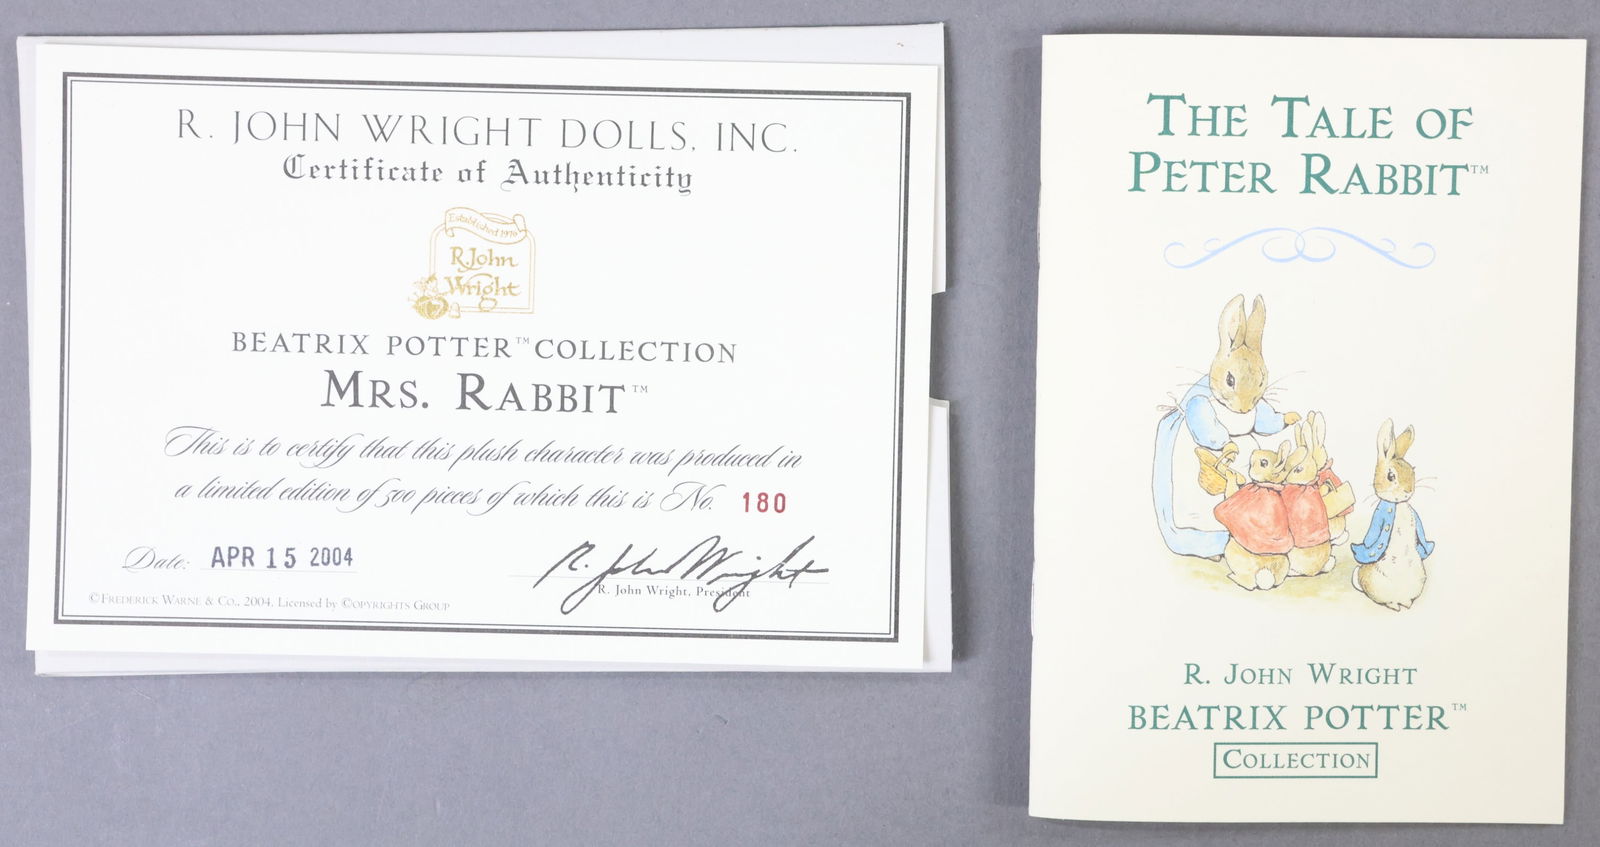 R. JOHN WRIGHT DOLLS, INC.
Certificate of Authenticity
Established 1976
R. John
Wright
BEATRIX POTTER™ COLLECTION
MRS. RABBIT™
This is to certify that this plush character was produced in
a limited edition of 500 pieces of which this is No. 180
Date: APR 15 2004
R. John Wright
R. John Wright, President
©FREDERICK WARNE & CO., 2004. Licensed by ©OPYRIGHTS GROUP
THE TALE OF
PETER RABBIT™
R. JOHN WRIGHT
BEATRIX POTTER™
COLLECTION